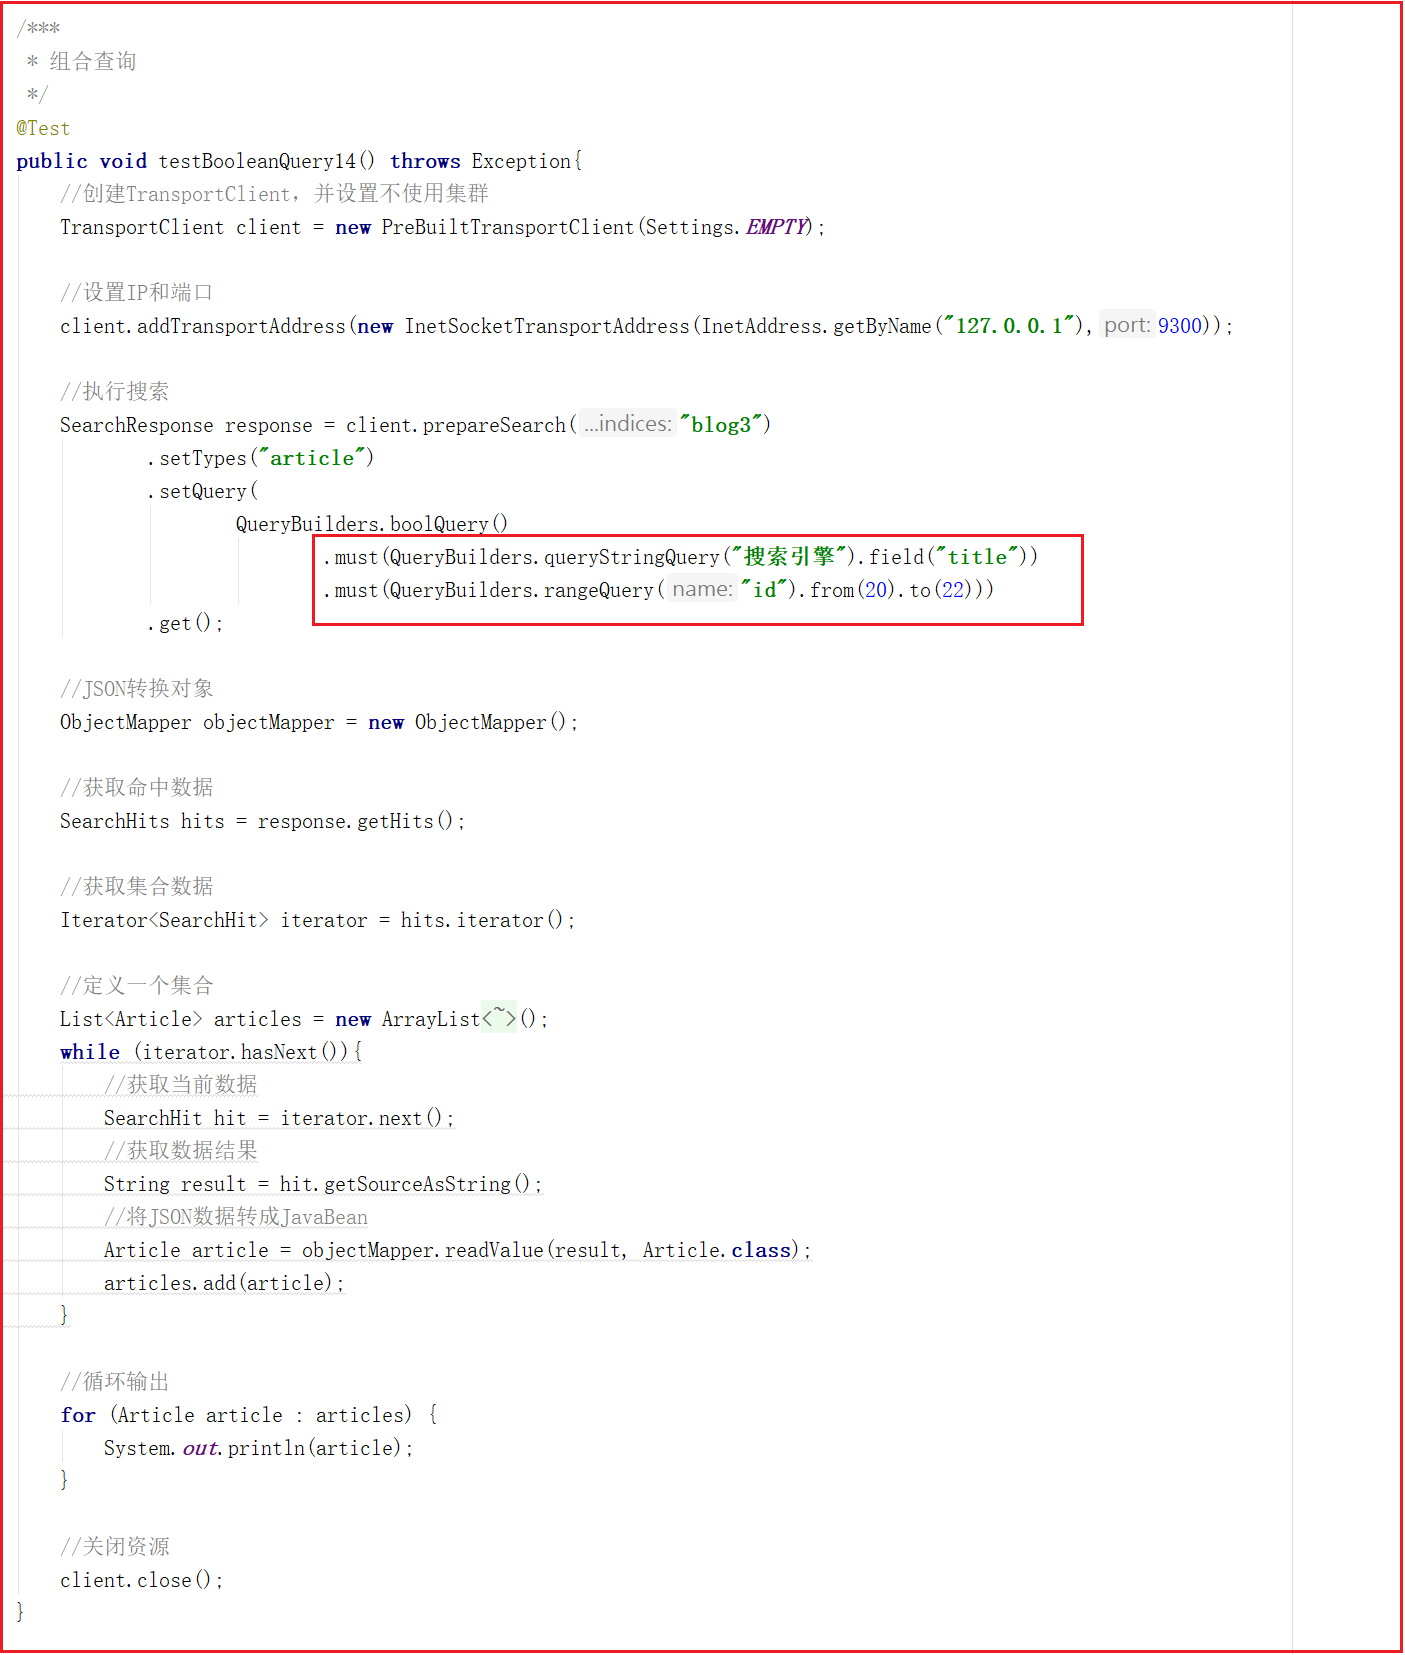 /***
 * 组合查询
 */
@Test
public void testBooleanQuery14() throws Exception{
    //创建TransportClient，并设置不使用集群
    TransportClient client = new PreBuiltTransportClient(Settings.EMPTY);
    //设置IP和端口
    client.addTransportAddress(new InetSocketTransportAddress(InetAddress.getByName("127.0.0.1"), port: 9300));
    //执行搜索
    SearchResponse response = client.prepareSearch( ...indices: "blog3")
            .setTypes("article")
            .setQuery(
                    QueryBuilders.boolQuery()
                            .must(QueryBuilders.queryStringQuery("搜索引擎").field("title"))
                            .must(QueryBuilders.rangeQuery( name: "id").from(20).to(22)))
            .get();
    //JSON转换对象
    ObjectMapper objectMapper = new ObjectMapper();
    //获取命中数据
    SearchHits hits = response.getHits();
    //获取集合数据
    Iterator<SearchHit> iterator = hits.iterator();
    //定义一个集合
    List<Article> articles = new ArrayList<~>();
    while (iterator.hasNext()){
        //获取当前数据
        SearchHit hit = iterator.next();
        //获取数据结果
        String result = hit.getSourceAsString();
        //将JSON数据转成JavaBean
        Article article = objectMapper.readValue(result, Article.class);
        articles.add(article);
    }
    //循环输出
    for (Article article : articles) {
        System.out.println(article);
    }
    //关闭资源
    client.close();
}